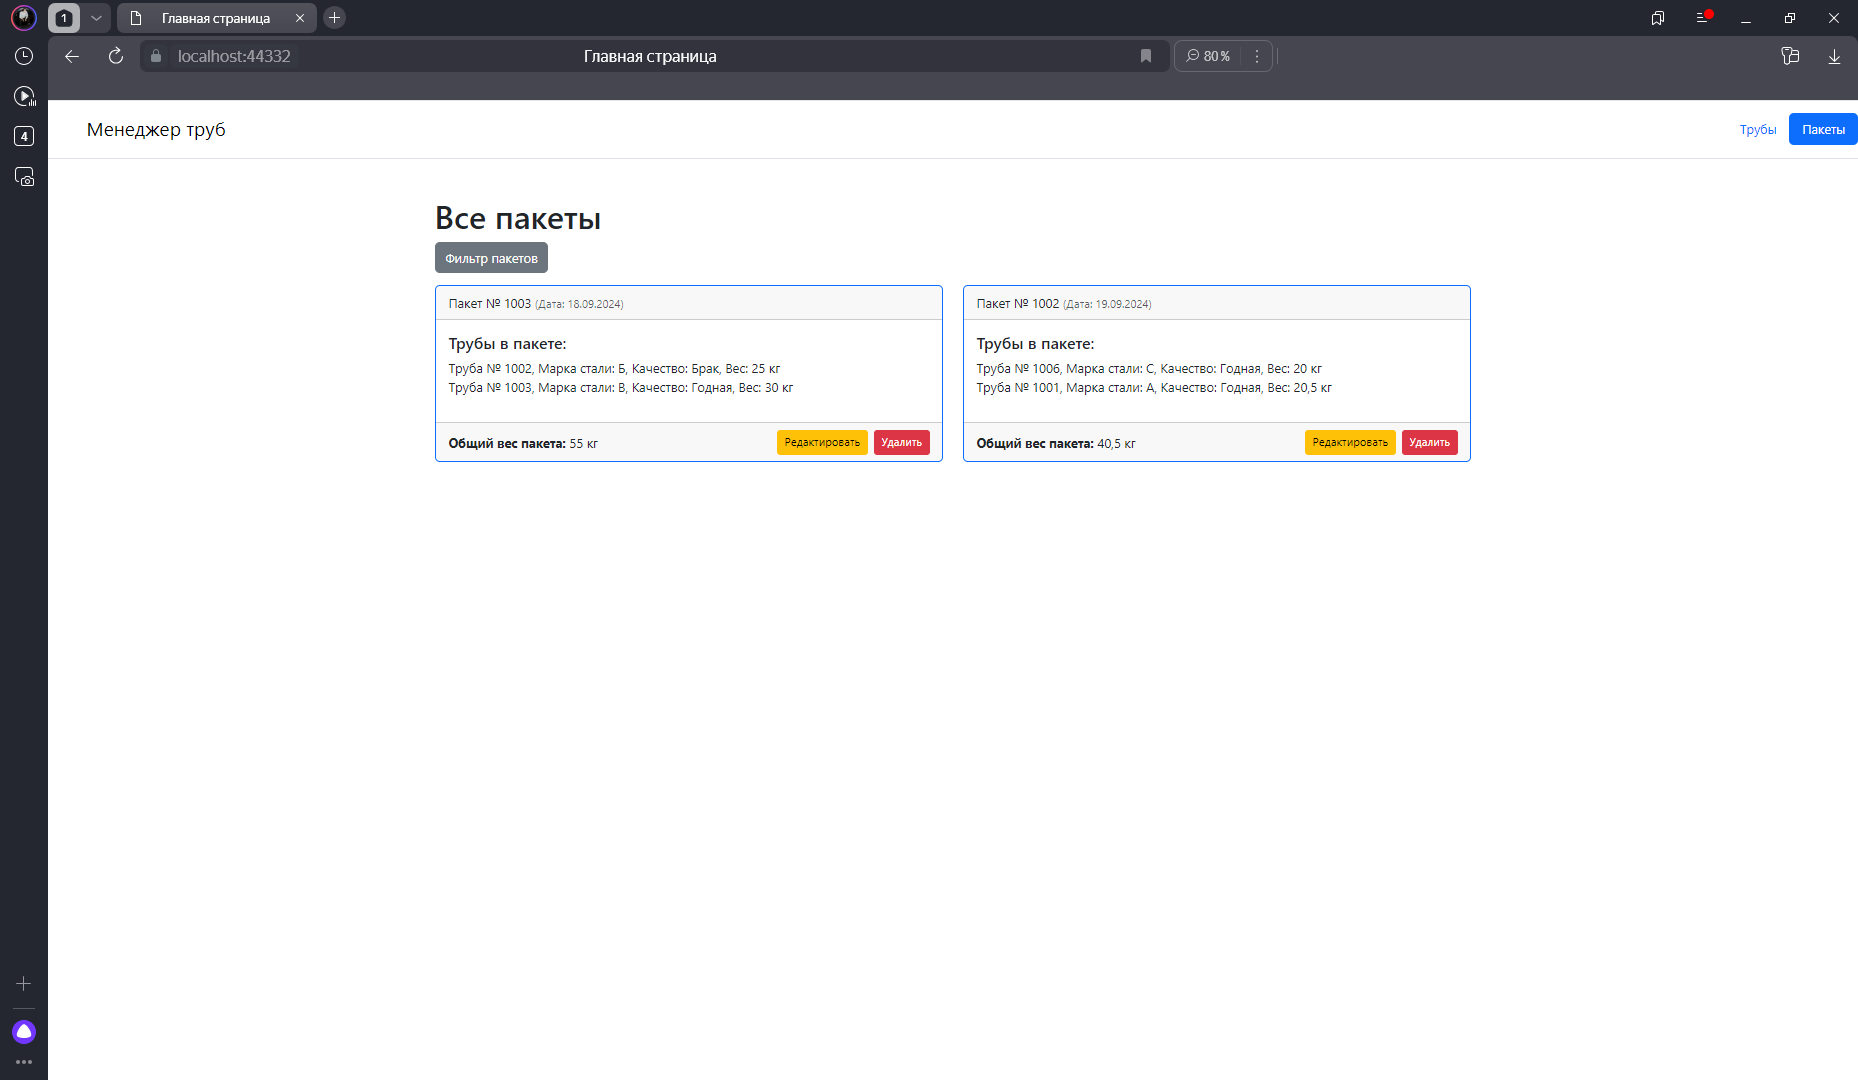 1
Главная страница
localhost:44332
Главная страница
80 %
4
Менеджер труб
Трубы
Пакеты
Все пакеты
Фильтр пакетов
Пакет № 1003 (Дата: 18.09.2024)
Трубы в пакете:
Труба № 1002, Марка стали: Б, Качество: Брак, Вес: 25 кг
Труба № 1003, Марка стали: В, Качество: Годная, Вес: 30 кг
Общий вес пакета: 55 кг
Редактировать
Удалить
Пакет № 1002 (Дата: 19.09.2024)
Трубы в пакете:
Труба № 1006, Марка стали: С, Качество: Годная, Вес: 20 кг
Труба № 1001, Марка стали: А, Качество: Годная, Вес: 20,5 кг
Общий вес пакета: 40,5 кг
Редактировать
Удалить